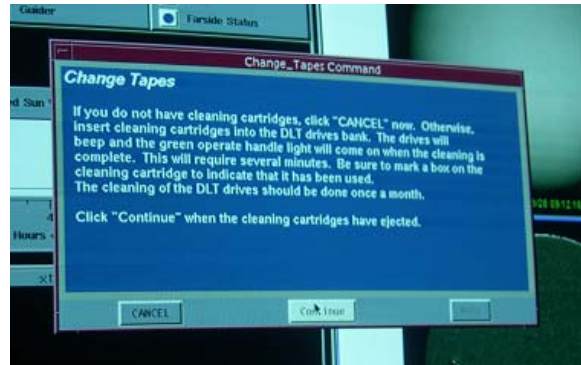 Guider
Farside Status
Change_Tapes Command
Change Tapes
ed Sun
If you do not have cleaning cartridges, click "CANCEL" now. Otherwise,
insert cleaning cartridges into the DLT drives bank. The drives will
beep and the green operate handle light will come on when the cleaning is
complete. This will require several minutes. Be sure to mark a box on the
cleaning cartridge to indicate that it has been used.
The cleaning of the DLT drives should be done once a month.
4
Hours
Click "Continue" when the cleaning cartridges have ejected.
xt
CANCEL
Continue